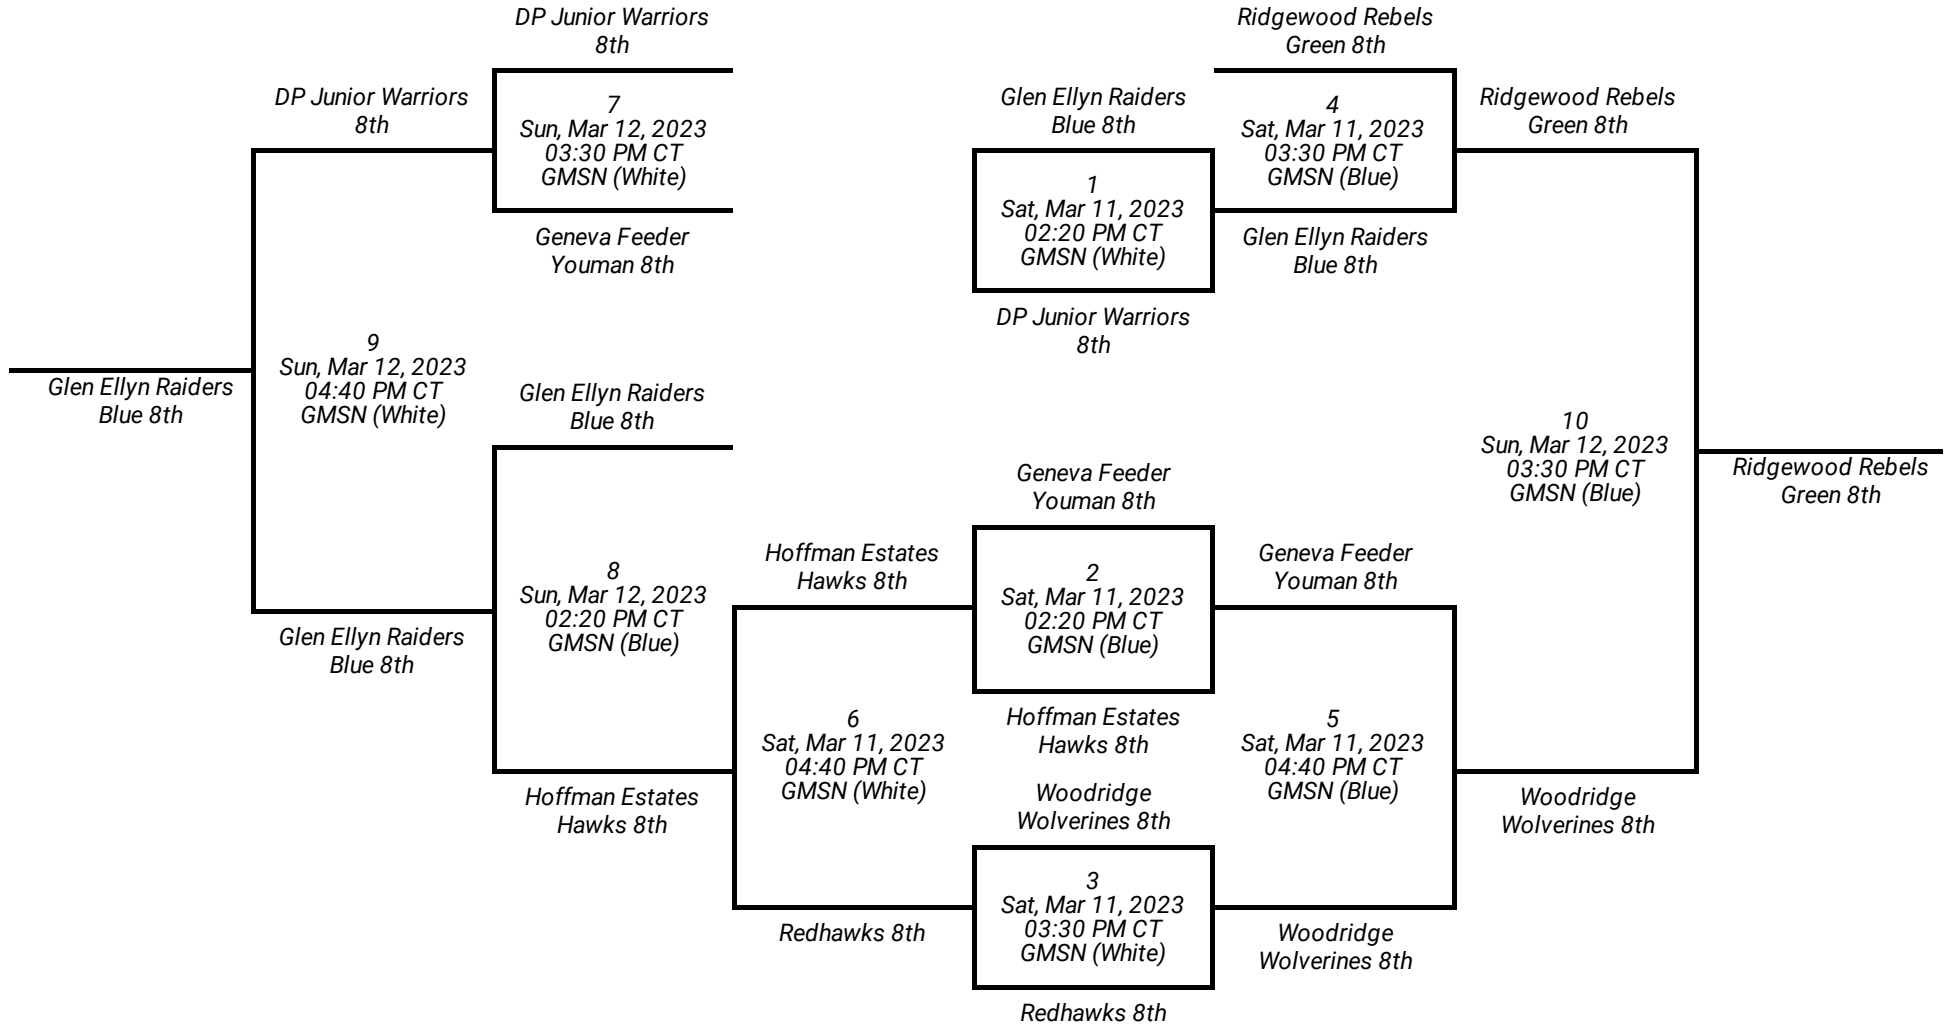 DP Junior Warriors
8th
Ridgewood Rebels
Green 8th
DP Junior Warriors
8th
7
Sun, Mar 12, 2023
03:30 PM CT
GMSN (White)
Glen Ellyn Raiders
Blue 8th
4
Sat, Mar 11, 2023
03:30 PM CT
GMSN (Blue)
Ridgewood Rebels
Green 8th
1
Sat, Mar 11, 2023
02:20 PM CT
GMSN (White)
Geneva Feeder
Youman 8th
Glen Ellyn Raiders
Blue 8th
DP Junior Warriors
8th
9
Sun, Mar 12, 2023
04:40 PM CT
GMSN (White)
Glen Ellyn Raiders
Blue 8th
Glen Ellyn Raiders
Blue 8th
10
Sun, Mar 12, 2023
03:30 PM CT
GMSN (Blue)
Ridgewood Rebels
Green 8th
Geneva Feeder
Youman 8th
Hoffman Estates
Hawks 8th
Geneva Feeder
Youman 8th
8
Sun, Mar 12, 2023
02:20 PM CT
GMSN (Blue)
2
Sat, Mar 11, 2023
02:20 PM CT
GMSN (Blue)
Glen Ellyn Raiders
Blue 8th
Hoffman Estates
Hawks 8th
6
Sat, Mar 11, 2023
04:40 PM CT
GMSN (White)
5
Sat, Mar 11, 2023
04:40 PM CT
GMSN (Blue)
Hoffman Estates
Hawks 8th
Woodridge
Wolverines 8th
Woodridge
Wolverines 8th
3
Sat, Mar 11, 2023
03:30 PM CT
GMSN (White)
Redhawks 8th
Woodridge
Wolverines 8th
Redhawks 8th